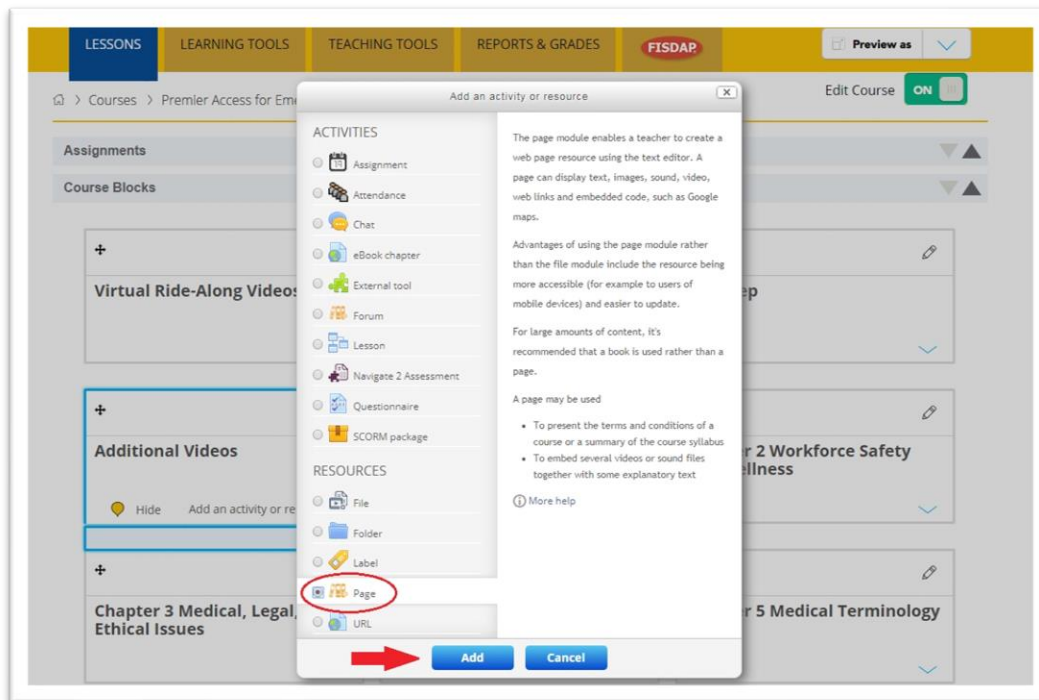 LESSONS LEARNING TOOLS TEACHING TOOLS REPORTS & GRADES FISDAP Preview as
Courses Premier Access for Eme
Edit Course ON
Assignments
Course Blocks
Virtual Ride-Along Videos
ep
Additional Videos
r 2 Workforce Safety
ellness
Hide Add an activity or re
Chapter 3 Medical, Legal,
Ethical Issues
r 5 Medical Terminology
Add an activity or resource
ACTIVITIES
Assignment
Attendance
Chat
eBook chapter
External tool
Forum
Lesson
Navigate 2 Assessment
Questionnaire
SCORM package
RESOURCES
File
Folder
Label
Page
URL
The page module enables a teacher to create a
web page resource using the text editor. A
page can display text, images, sound, video,
web links and embedded code, such as Google
maps.
Advantages of using the page module rather
than the file module include the resource being
more accessible (for example to users of
mobile devices) and easier to update.
For large amounts of content, it's
recommended that a book is used rather than a
page.
A page may be used
• To present the terms and conditions of a
course or a summary of the course syllabus
• To embed several videos or sound files
together with some explanatory text
More help
Add Cancel